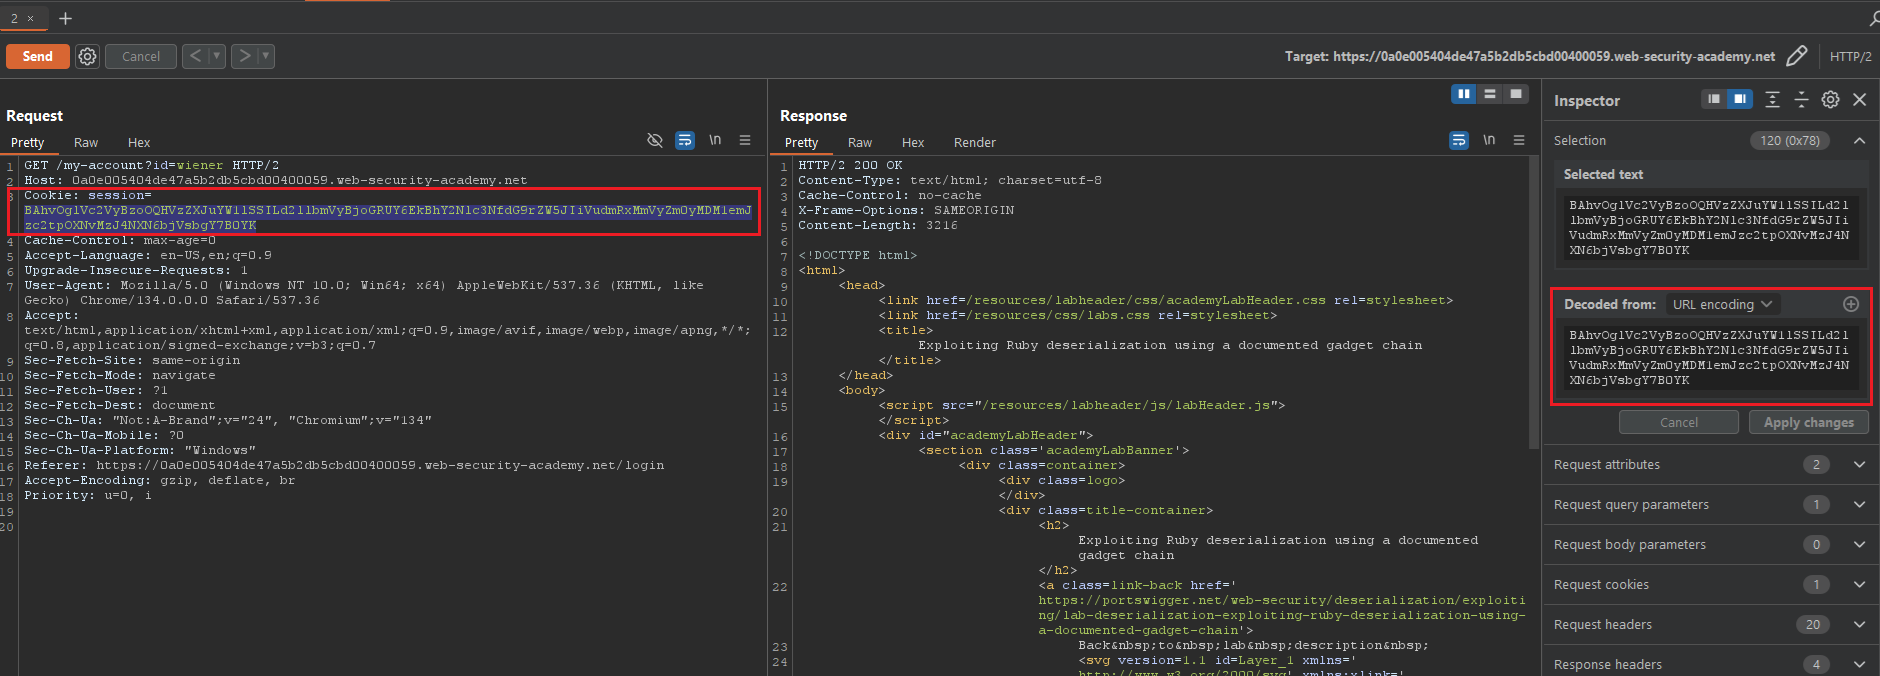 2 ×
Send
Cancel
Target: https://0a0e005404de47a5b2db5cbd00400059.web-security-academy.net
HTTP/2
Request
Pretty Raw Hex
\n
1 GET /my-account?id=wiener HTTP/2
2 Host: 0a0e005404de47a5b2db5cbd00400059.web-security-academy.net
3 Cookie: session=
4 Cache-Control: max-age=0
5 Accept-Language: en-US,en;q=0.9
6 Upgrade-Insecure-Requests: 1
7 User-Agent: Mozilla/5.0 (Windows NT 10.0; Win64; x64) AppleWebKit/537.36 (KHTML, like
Gecko) Chrome/134.0.0.0 Safari/537.36
8 Accept:
text/html,application/xhtml+xml,application/xml;q=0.9,image/avif,image/webp,image/apng,*/*;
q=0.8,application/signed-exchange;v=b3;q=0.7
9 Sec-Fetch-Site: same-origin
10 Sec-Fetch-Mode: navigate
11 Sec-Fetch-User: ?1
12 Sec-Fetch-Dest: document
13 Sec-Ch-Ua: "Not:A-Brand";v="24", "Chromium";v="134"
14 Sec-Ch-Ua-Mobile: ?0
15 Sec-Ch-Ua-Platform: "Windows"
16 Referer: https://0a0e005404de47a5b2db5cbd00400059.web-security-academy.net/login
17 Accept-Encoding: gzip, deflate, br
18 Priority: u=0, i
19
20
Response
Pretty Raw Hex Render
\n
1 HTTP/2 200 OK
2 Content-Type: text/html; charset=utf-8
3 Cache-Control: no-cache
4 X-Frame-Options: SAMEORIGIN
5 Content-Length: 3216
6
7 <!DOCTYPE html>
8 <html>
9 <head>
10 <link href=/resources/labheader/css/academyLabHeader.css rel=stylesheet>
11 <link href=/resources/css/labs.css rel=stylesheet>
12 <title>
Exploiting Ruby deserialization using a documented gadget chain
</title>
13 </head>
14 <body>
15 <script src="/resources/labheader/js/labHeader.js">
</script>
16 <div id="academyLabHeader">
17 <section class='academyLabBanner'>
18 <div class=container>
19 <div class=logo>
</div>
20 <div class=title-container>
21 <h2>
Exploiting Ruby deserialization using a documented
gadget chain
</h2>
22 <a class=link-back href='
https://portswigger.net/web-security/deserialization/exploiti
ng/lab-deserialization-exploiting-ruby-deserialization-using-
a-documented-gadget-chain'>
23 Back&nbsp;to&nbsp;lab&nbsp;description&nbsp;
24 <svg version=1.1 id=Layer_1 xmlns='
http://www.w3.org/2000/svg' xmlns:xlink='
Inspector
Selection 120 (0x78)
Selected text
Decoded from: URL encoding
Cancel Apply changes
Request attributes 2
Request query parameters 1
Request body parameters 0
Request cookies 1
Request headers 20
Response headers 4